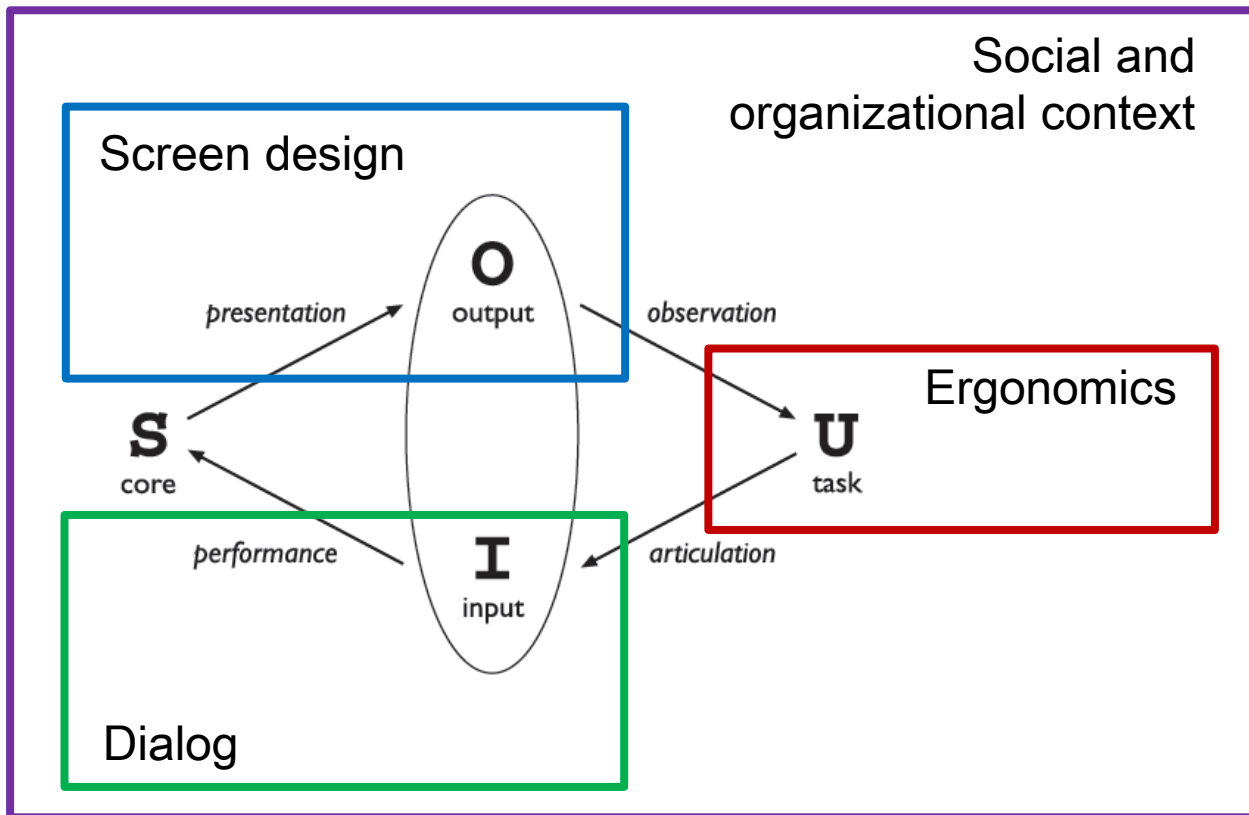 Social and
organizational context
Screen design
O
output
presentation
observation
Ergonomics
S
core
U
task
performance
I
input
articulation
Dialog